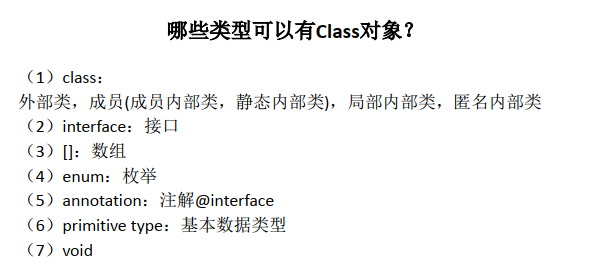 哪些类型可以有Class对象？
（1）class：
外部类，成员(成员内部类，静态内部类)，局部内部类，匿名内部类
（2）interface：接口
（3）[]：数组
（4）enum：枚举
（5）annotation：注解@interface
（6）primitive type：基本数据类型
（7）void